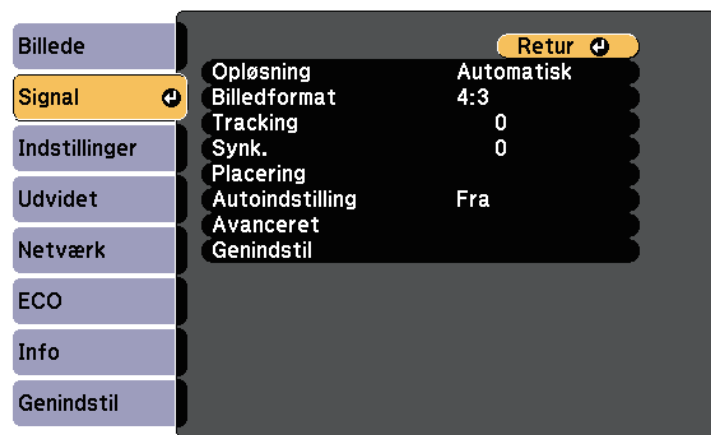 Billede
Signal
Indstillinger
Udvidet
Netværk
ECO
Info
Genindstil
Retur
Opløsning Automatisk
Billedformat 4:3
Tracking 0
Synk. 0
Placering
Autoindstilling Fra
Avanceret
Genindstil